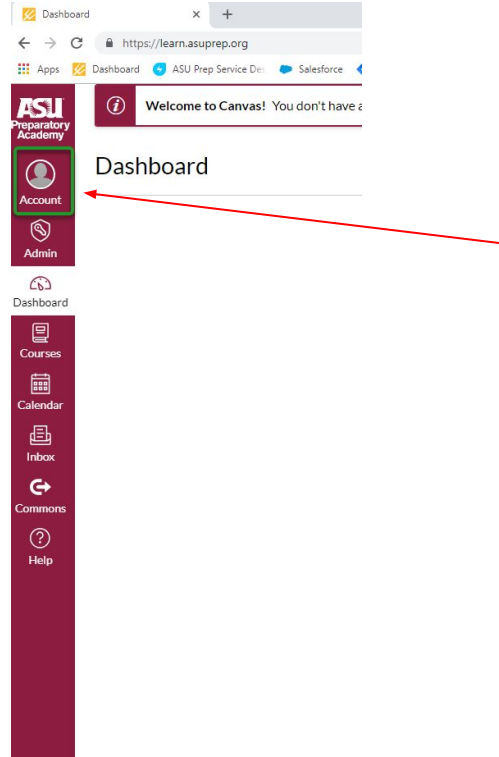 Dashboard
https://learn.asuprep.org
Apps Dashboard ASU Prep Service De Salesforce
ASU
Preparatory
Academy
Welcome to Canvas! You don't have a
Dashboard
Account
Admin
Dashboard
Courses
Calendar
Inbox
Commons
Help